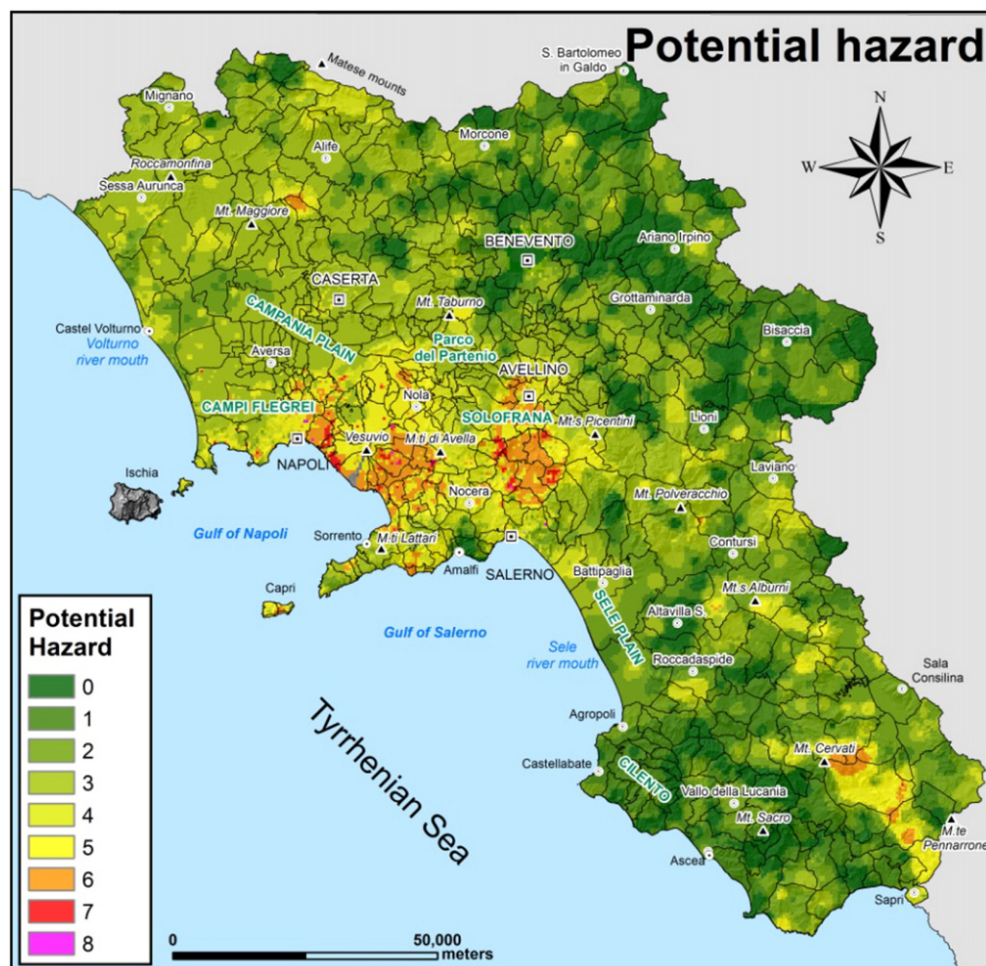 Potential hazard
S. Bartolomeo
in Galdo
Matese mounts
Mignano
Morcone
Alife
N
W
E
S
Roccamonfina
Sessa Aurunca
Mt. Maggiore
BENEVENTO
Ariano Irpino
CASERTA
Mt. Taburno
Grottaminarda
CAMPANIA PLAIN
Castel Volturno
Volturno
river mouth
Bisaccia
Parco
del Partenio
Aversa
AVELLINO
Nola
CAMPI FLEGREI
SOLOFRANA
Mt.s Picentini
Lioni
Vesuvio
M.ti di Avella
NAPOLI
Laviano
Ischia
Nocera
Mt. Polveracchio
Gulf of Napoli
Sorrento
M.ti Lattari
Amalfi
SALERNO
Contursi
Battipaglia
Capri
Mt.s Alburni
SELE PLAIN
Altavilla S.
Gulf of Salerno
Sele
river mouth
Roccadaspide
Sala
Consilina
Tyrrhenian Sea
Agropoli
Castellabate
CILENTO
Mt. Cervati
Vallo della Lucania
Mt. Sacro
M.te
Pennarrone
Ascea
Sapri
Potential
Hazard
0
1
2
3
4
5
6
7
8
0
50,000
meters